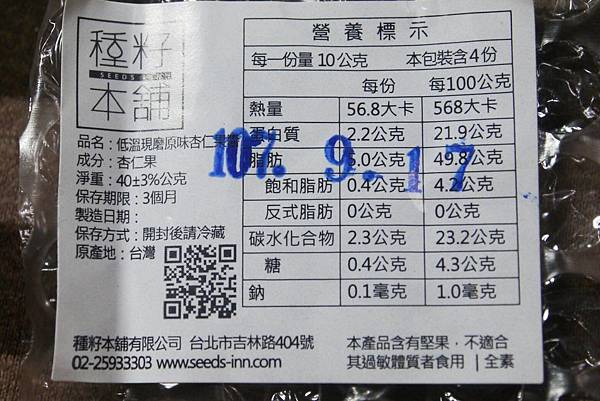 種籽
SEEDS
本舖
品名：低溫現磨原味杏仁果醬
成分：杏仁果
淨重：40±3%公克
保存期限：3個月
製造日期：
保存方式：開封後請冷藏
原產地：台灣
107. 9. 17
營養標示
每一份量 10公克 本包裝含4份
每份 每100公克
熱量 56.8大卡 568大卡
蛋白質 2.2公克 21.9公克
脂肪 5.0公克 49.8公克
飽和脂肪 0.4公克 4.2公克
反式脂肪 0公克 0公克
碳水化合物 2.3公克 23.2公克
糖 0.4公克 4.3公克
鈉 0.1毫克 1.0毫克
種籽本舖有限公司 台北市吉林路404號
02-25933303 www.seeds-inn.com
本產品含有堅果，不適合
其過敏體質者食用｜全素